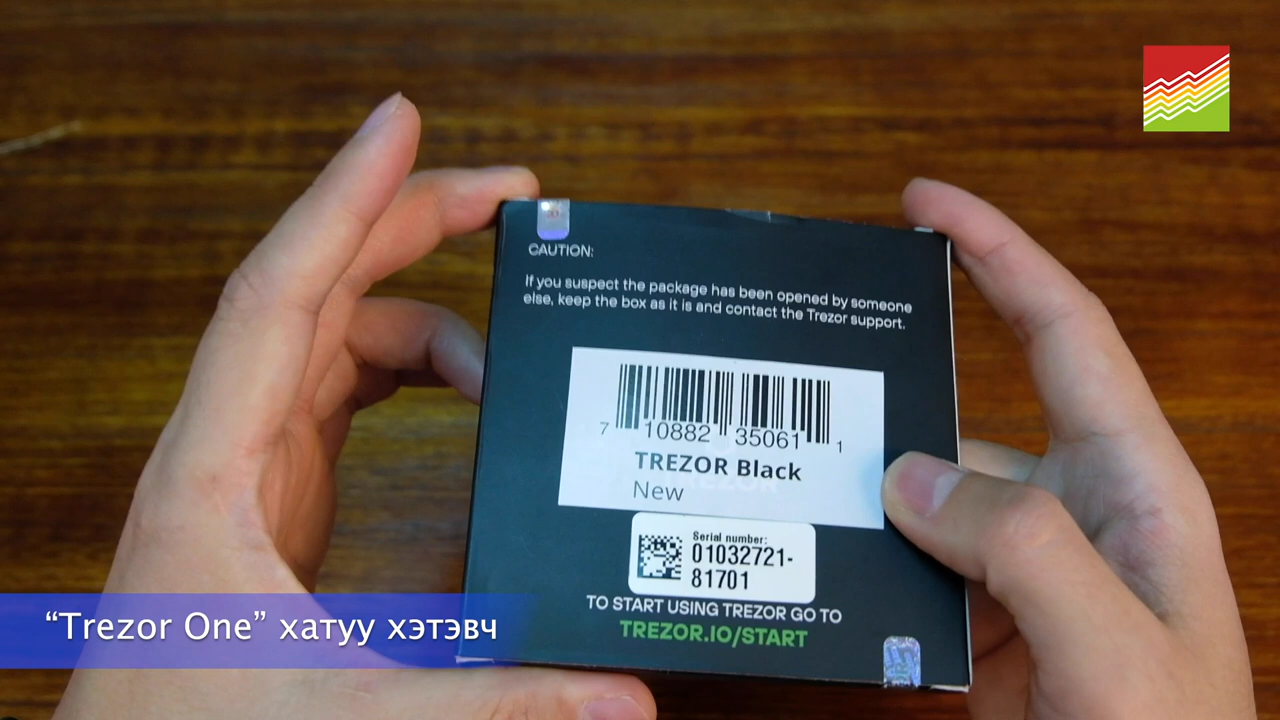 CAUTION:
If you suspect the package has been opened by someone
else, keep the box as it is and contact the Trezor support.
7 10882 35061 1
TREZOR Black
New
Serial number:
01032721-
81701
TO START USING TREZOR GO TO
TREZOR.IO/START
“Trezor One” хатуу хэтэвч